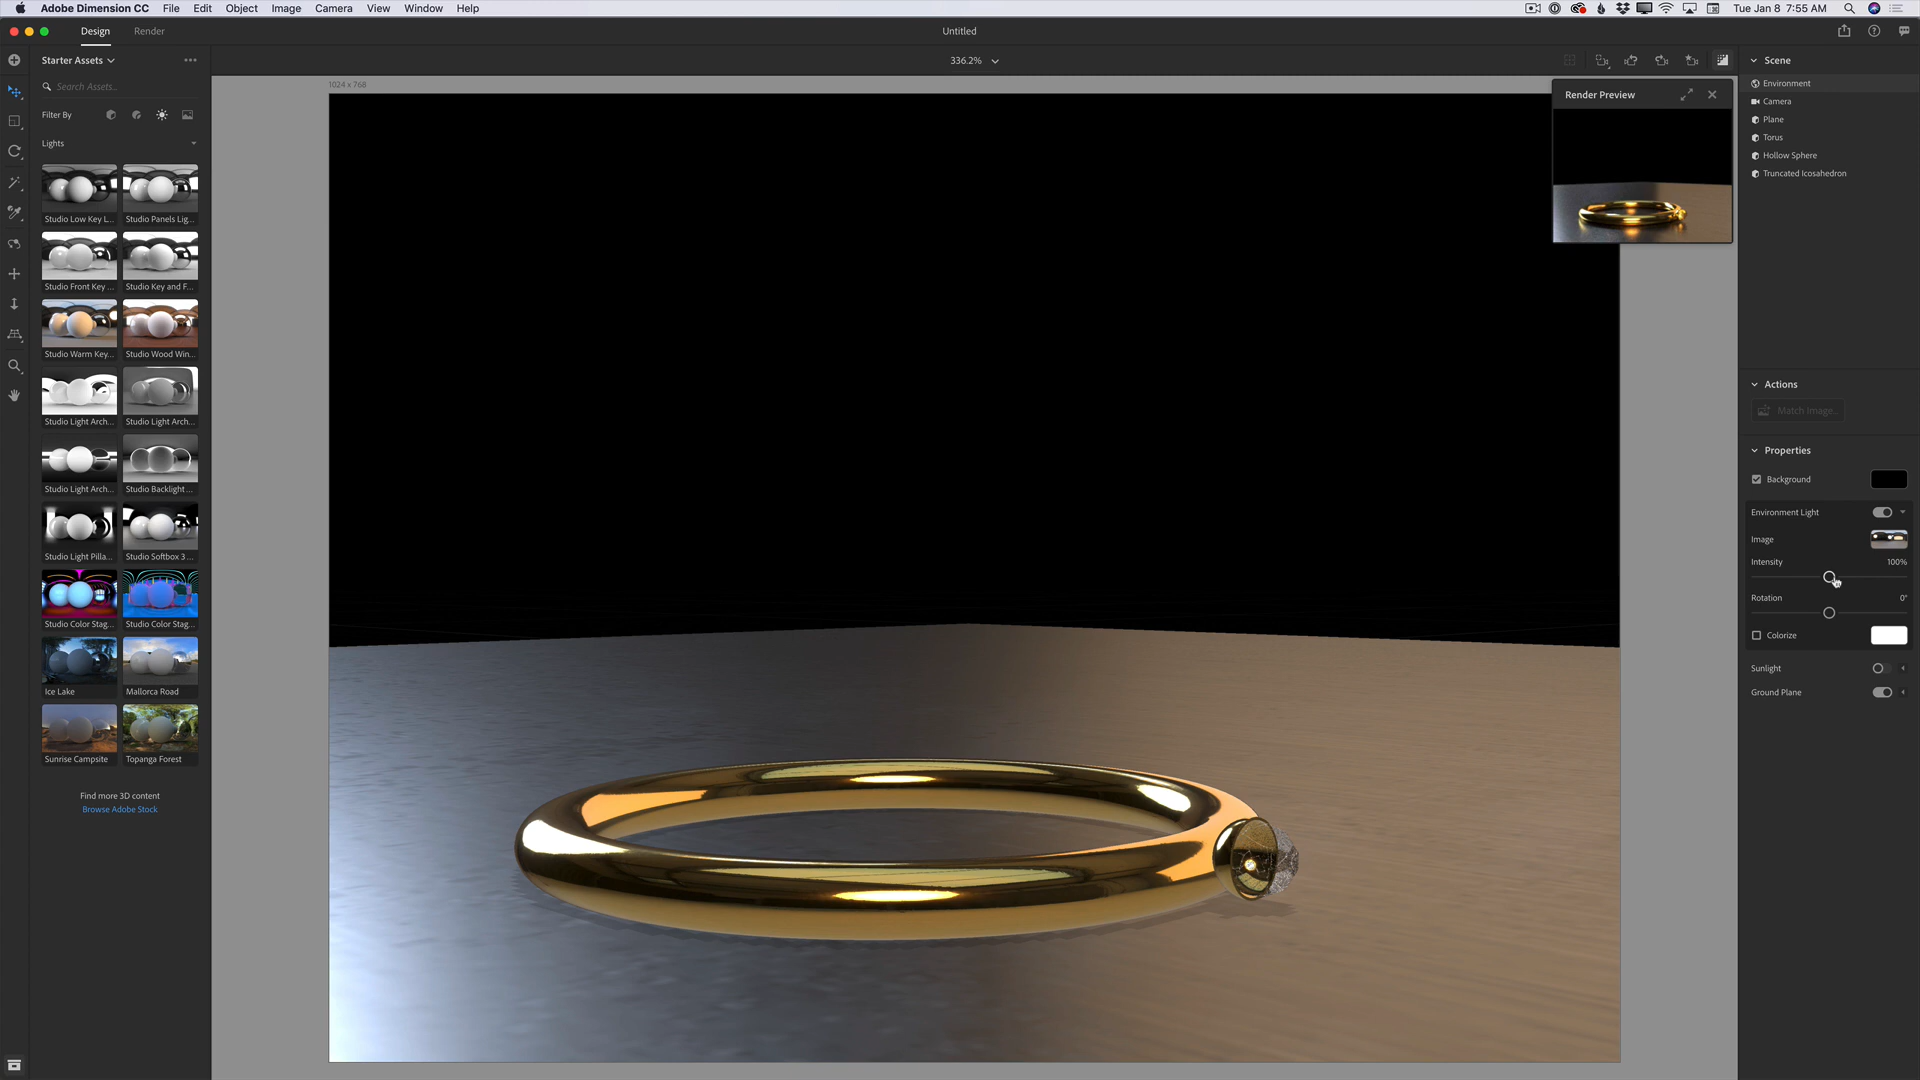 Adobe Dimension CC File Edit Object Image Camera View Window Help Tue Jan 8 7:55 AM
Design Render Untitled
Starter Assets 336.2% Scene
Search Assets...
Filter By
Lights
1024 x 768
Render Preview
Environment
Camera
Plane
Torus
Hollow Sphere
Truncated Icosahedron
Studio Low Key L... Studio Panels Lig...
Studio Front Key ... Studio Key and F...
Studio Warm Key... Studio Wood Win...
Studio Light Arch... Studio Light Arch...
Studio Light Arch... Studio Backlight ...
Studio Light Pilla... Studio Softbox 3 ...
Studio Color Stag... Studio Color Stag...
Ice Lake Mallorca Road
Sunrise Campsite Topanga Forest
Find more 3D content
Browse Adobe Stock
Actions
Match Image...
Properties
Background
Environment Light
Image
Intensity 100%
Rotation 0°
Colorize
Sunlight
Ground Plane